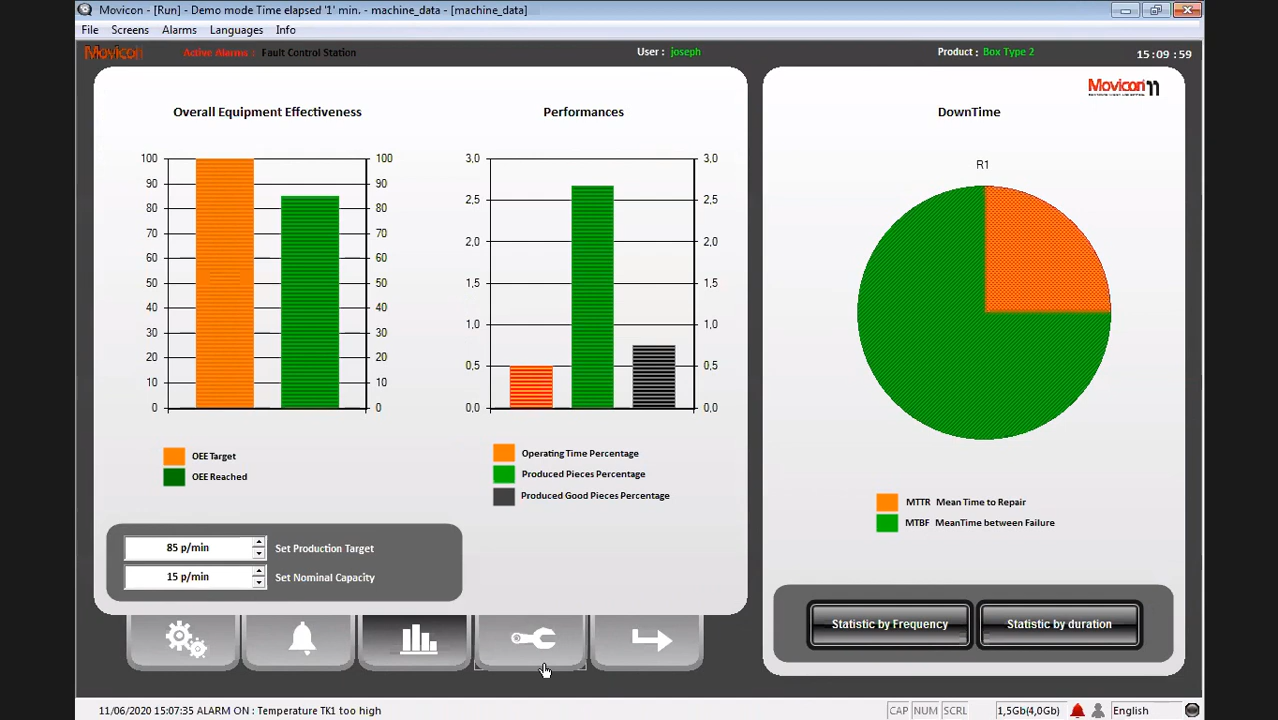 Movicon - [Run] - Demo mode Time elapsed '1' min. - machine_data - [machine_data]
File Screens Alarms Languages Info
Movicon Active Alarms : Fault Control Station User : joseph Product : Box Type 2 15:09 : 59
Movicon 11
Overall Equipment Effectiveness
100 100
90 90
80 80
70 70
60 60
50 50
40 40
30 30
20 20
10 10
0 0
OEE Target
OEE Reached
Performances
3,0 3,0
2,5 2,5
2,0 2,0
1,5 1,5
1,0 1,0
0,5 0,5
0,0 0,0
Operating Time Percentage
Produced Pieces Percentage
Produced Good Pieces Percentage
DownTime
R1
MTTR Mean Time to Repair
MTBF MeanTime between Failure
85 p/min Set Production Target
15 p/min Set Nominal Capacity
Statistic by Frequency Statistic by duration
11/06/2020 15:07:35 ALARM ON : Temperature TK1 too high CAP NUM SCRL 1,5Gb(4,0Gb) English